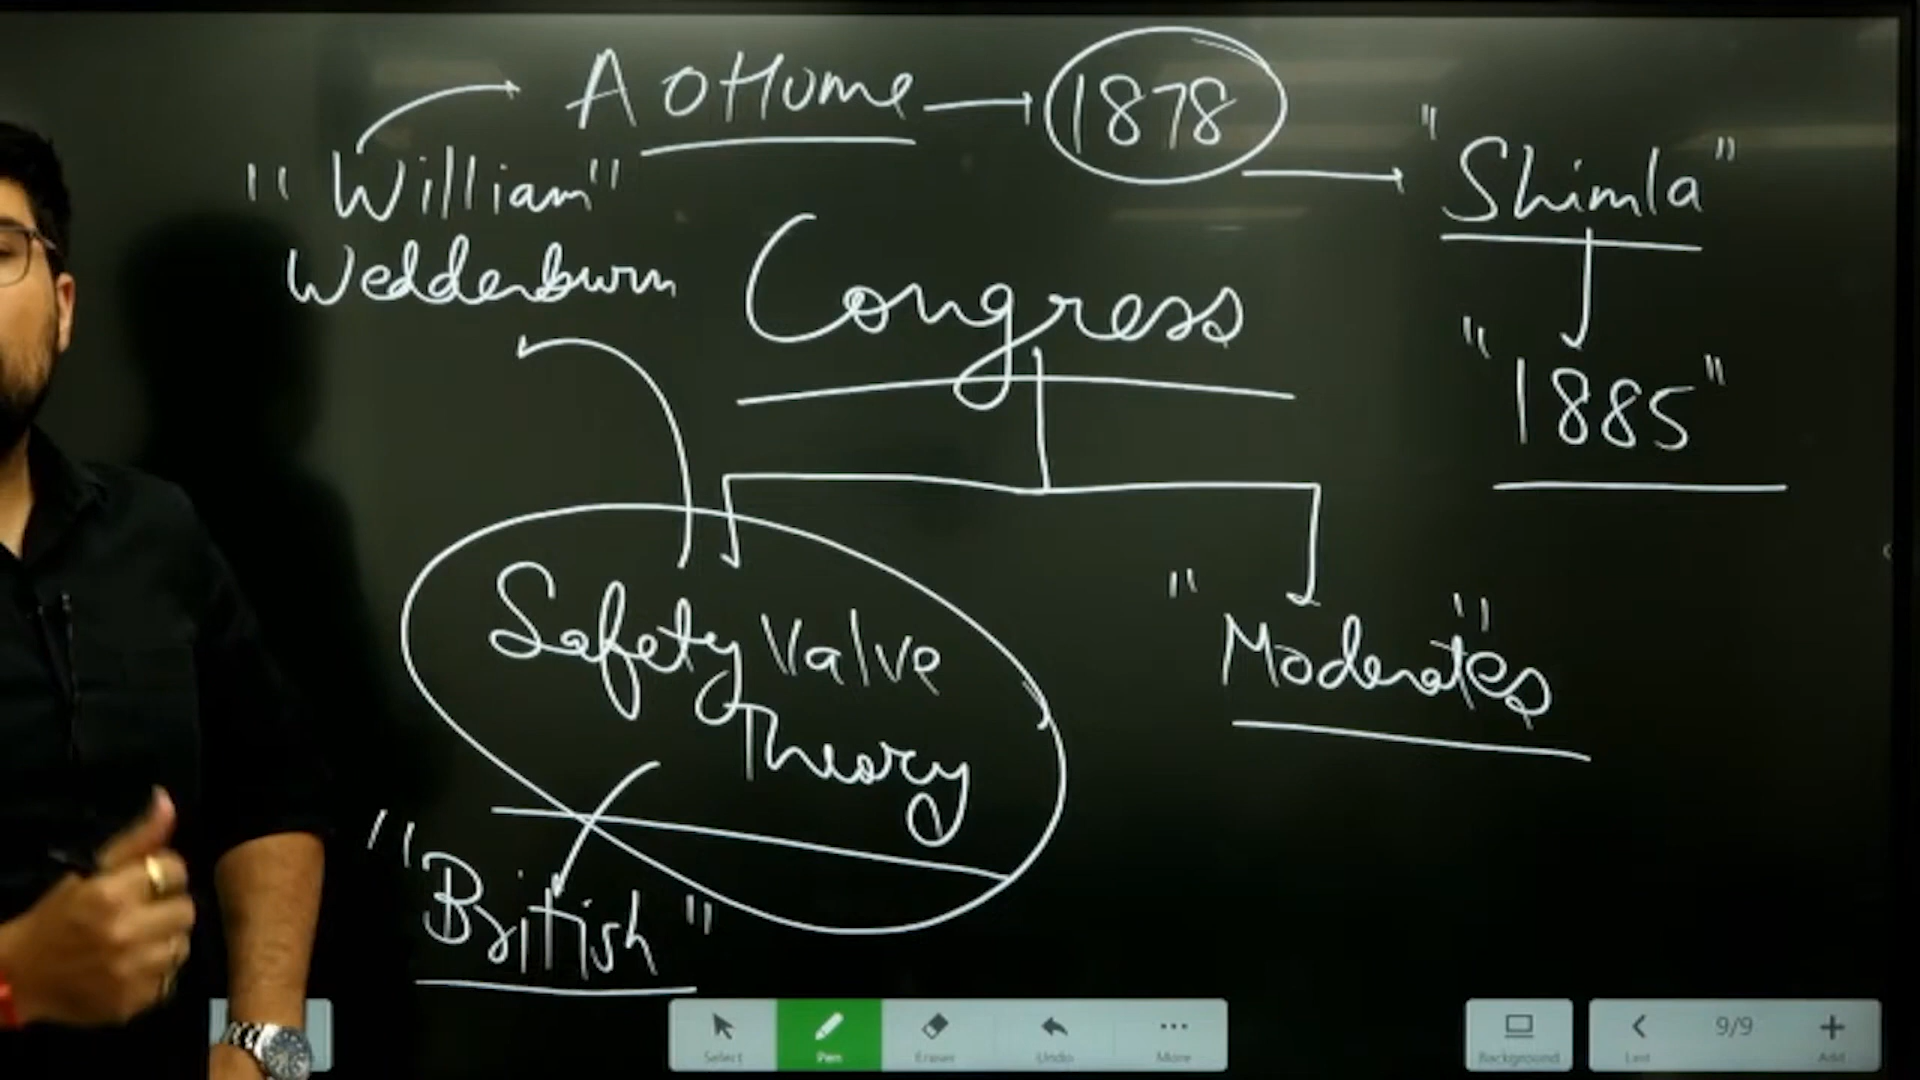 A O Hume
1878
"William"
Wedderburn
"Shimla"
Congress
"1885"
Safety Valve
Theory
"Moderates"
"British"
Select
Pen
Eraser
Undo
More
Background
Last
9/9
Add